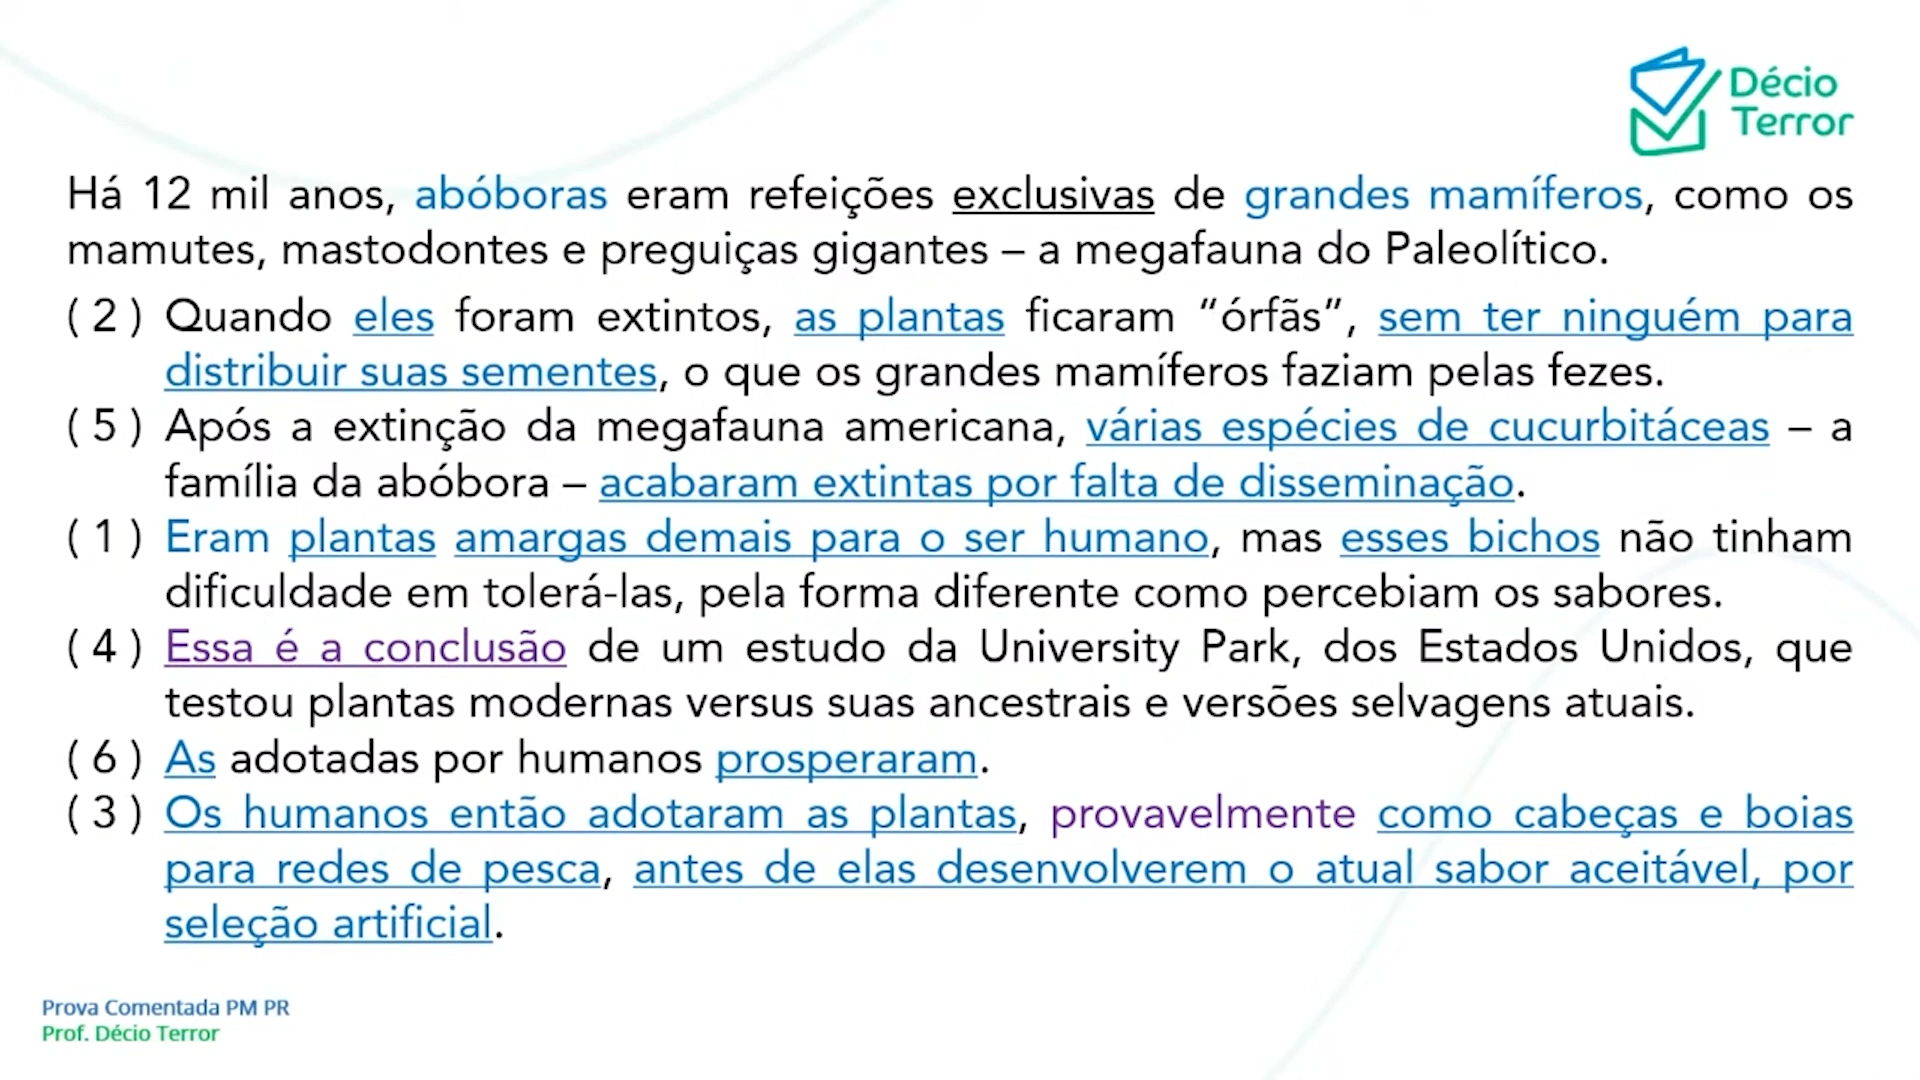 Décio
Terror
Há 12 mil anos, abóboras eram refeições exclusivas de grandes mamíferos, como os
mamutes, mastodontes e preguiças gigantes – a megafauna do Paleolítico.
( 2 ) Quando eles foram extintos, as plantas ficaram “órfãs”, sem ter ninguém para
distribuir suas sementes, o que os grandes mamíferos faziam pelas fezes.
( 5 ) Após a extinção da megafauna americana, várias espécies de cucurbitáceas – a
família da abóbora – acabaram extintas por falta de disseminação.
( 1 ) Eram plantas amargas demais para o ser humano, mas esses bichos não tinham
dificuldade em tolerá-las, pela forma diferente como percebiam os sabores.
( 4 ) Essa é a conclusão de um estudo da University Park, dos Estados Unidos, que
testou plantas modernas versus suas ancestrais e versões selvagens atuais.
( 6 ) As adotadas por humanos prosperaram.
( 3 ) Os humanos então adotaram as plantas, provavelmente como cabeças e boias
para redes de pesca, antes de elas desenvolverem o atual sabor aceitável, por
seleção artificial.
Prova Comentada PM PR
Prof. Décio Terror